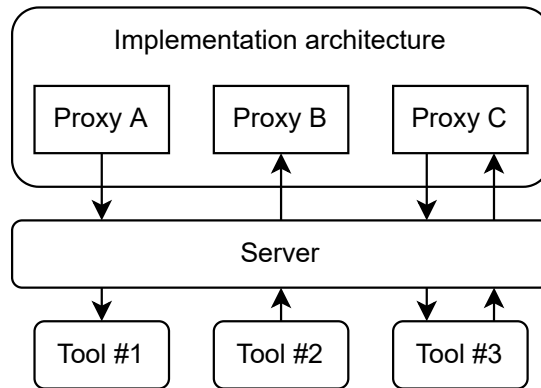 Implementation architecture
Proxy A
Proxy B
Proxy C
Server
Tool #1
Tool #2
Tool #3